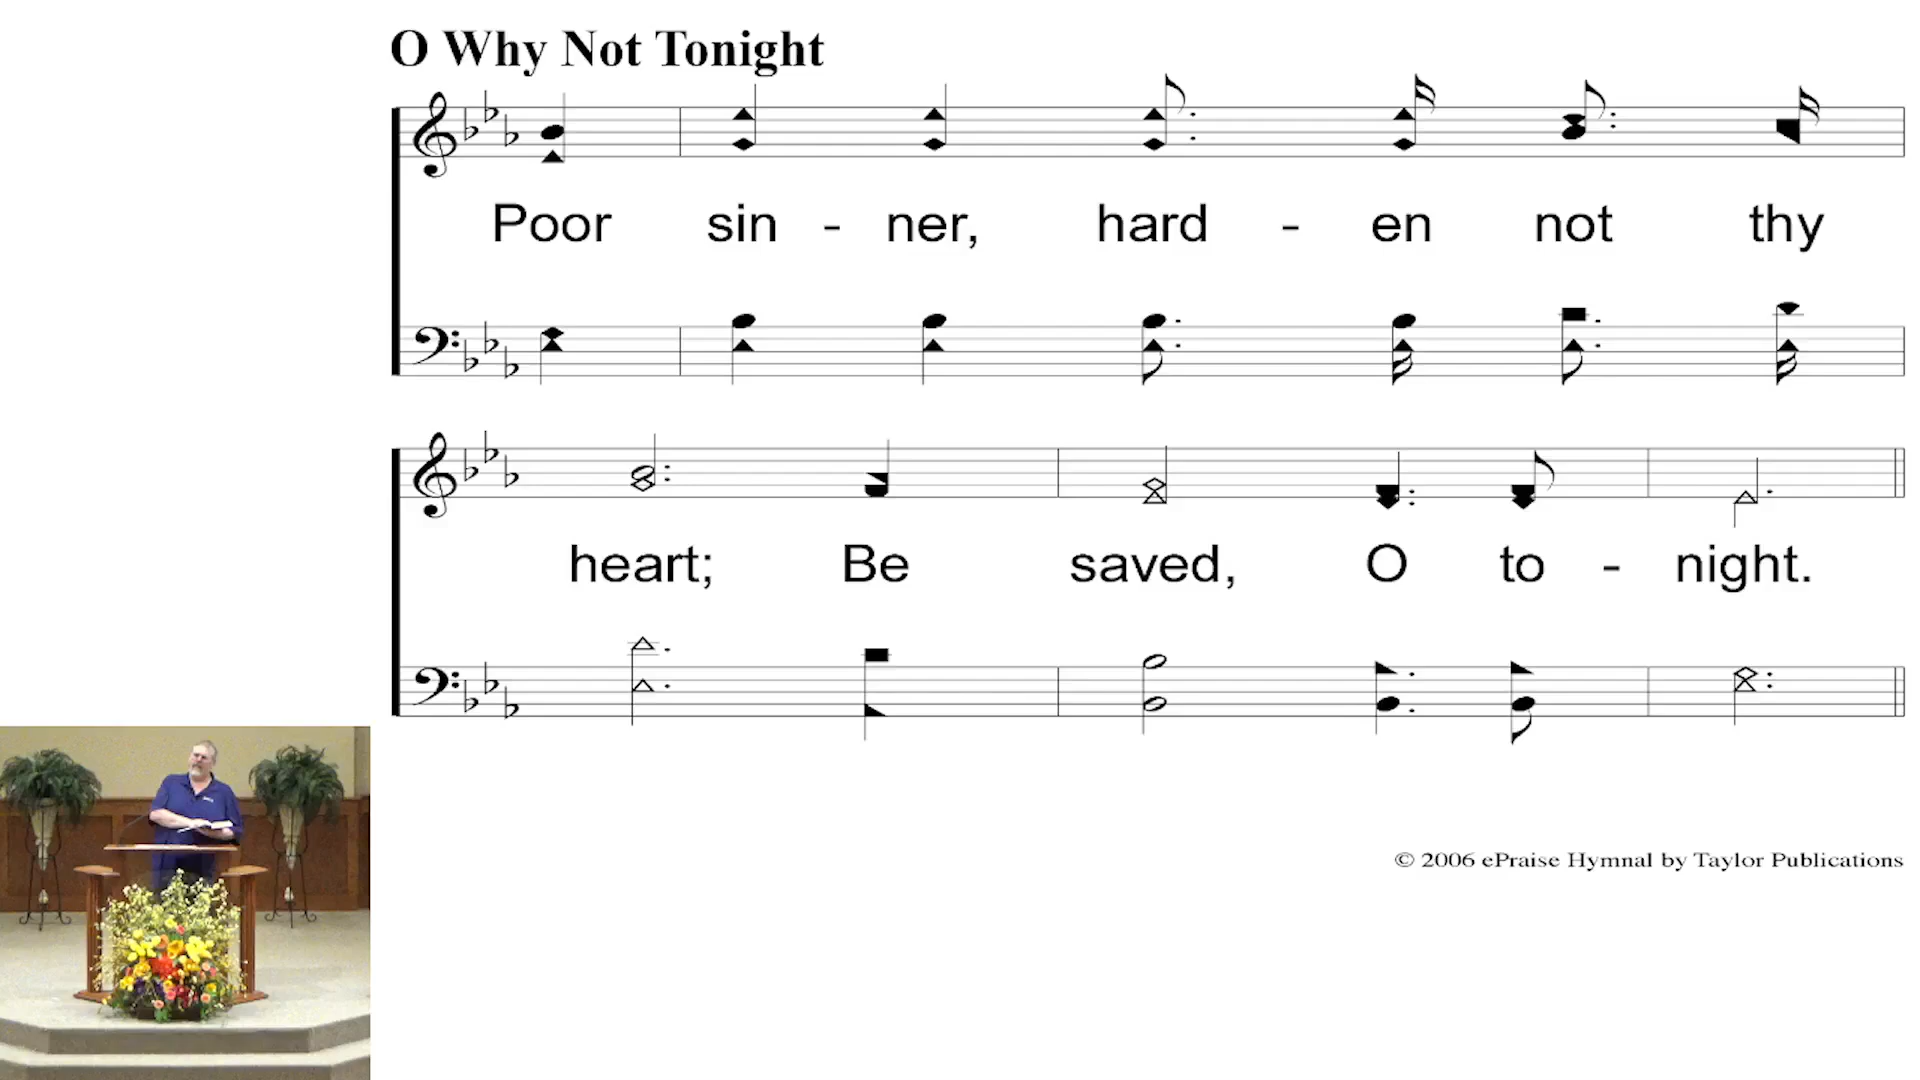 O Why Not Tonight
Poor sin - ner, hard - en not thy
heart; Be saved, O to - night.
© 2006 ePraise Hymnal by Taylor Publications